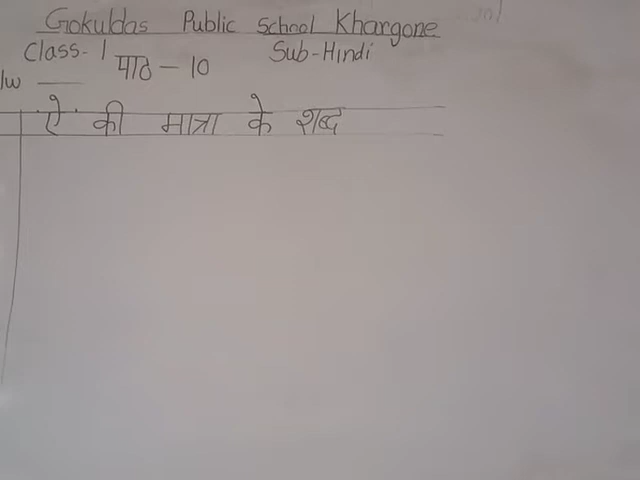 Gokuldas Public School Khargone
Class-1 Sub-Hindi
पाठ - 10
ऐ की मात्रा के शब्द